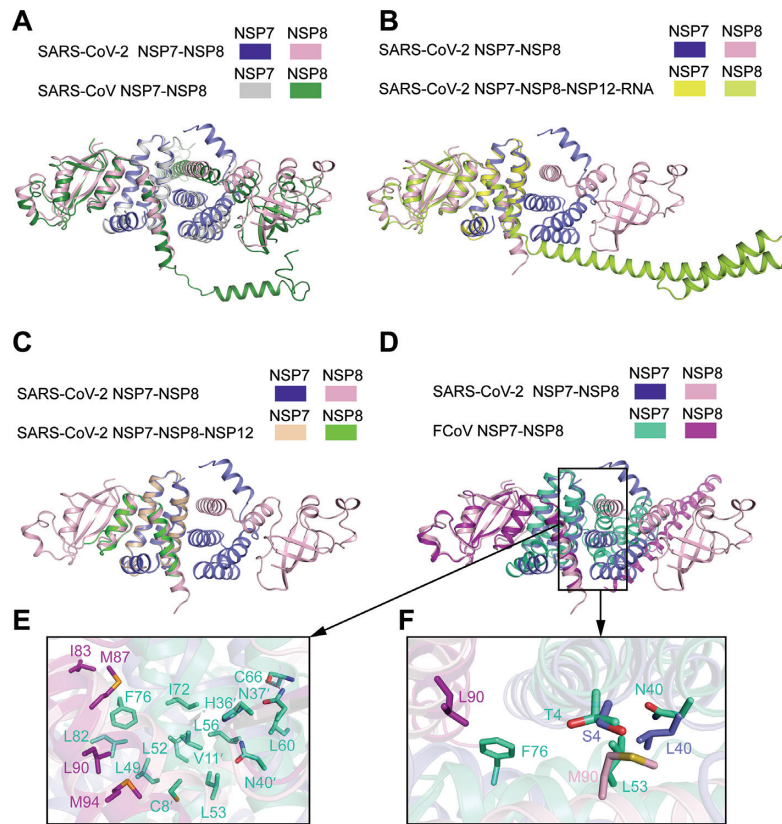 A
NSP7 NSP8
SARS-CoV-2 NSP7-NSP8
NSP7 NSP8
SARS-CoV NSP7-NSP8
B
NSP7 NSP8
SARS-CoV-2 NSP7-NSP8
NSP7 NSP8
SARS-CoV-2 NSP7-NSP8-NSP12-RNA
C
NSP7 NSP8
SARS-CoV-2 NSP7-NSP8
NSP7 NSP8
SARS-CoV-2 NSP7-NSP8-NSP12
D
NSP7 NSP8
SARS-CoV-2 NSP7-NSP8
NSP7 NSP8
FCoV NSP7-NSP8
E
I83
M87
C66
F76
I72
H36′
N37′
L82
L56
L60
L90
L52
V11′
L49
N40′
M94
C8′
L53
F
L90
T4
N40
S4
L40
F76
M90
L53